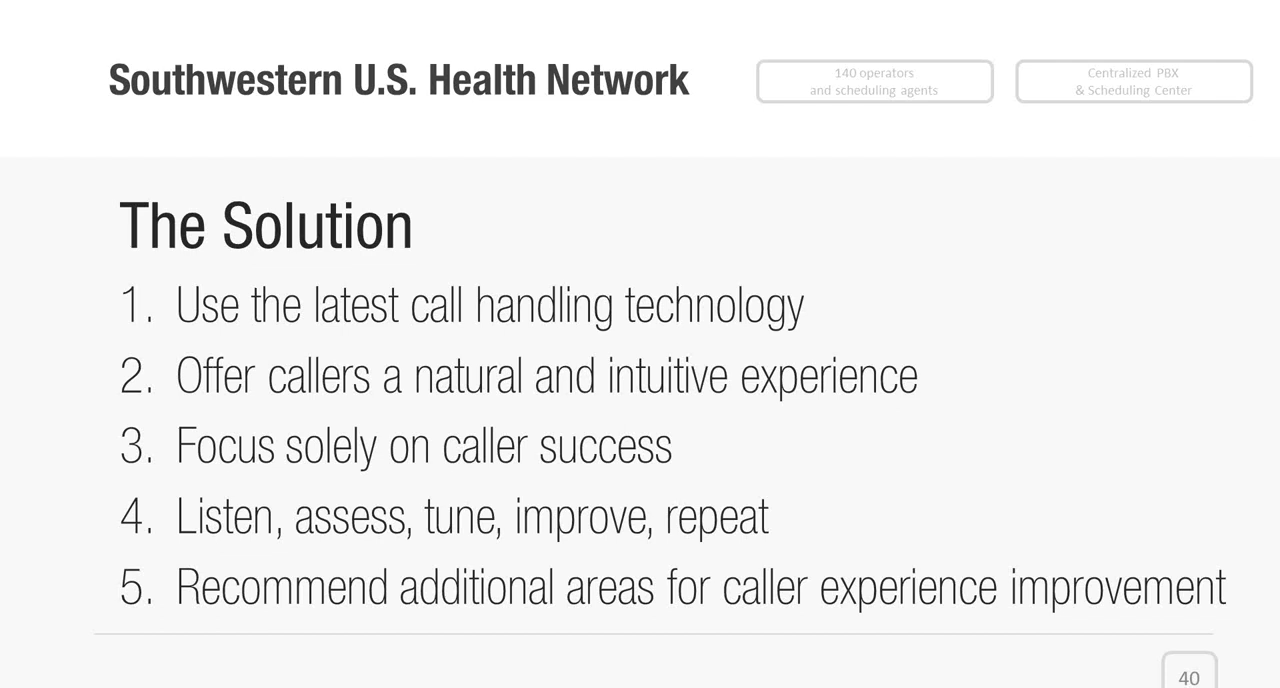 Southwestern U.S. Health Network
140 operators
and scheduling agents
Centralized PBX
& Scheduling Center
The Solution
1. Use the latest call handling technology
2. Offer callers a natural and intuitive experience
3. Focus solely on caller success
4. Listen, assess, tune, improve, repeat
5. Recommend additional areas for caller experience improvement
40